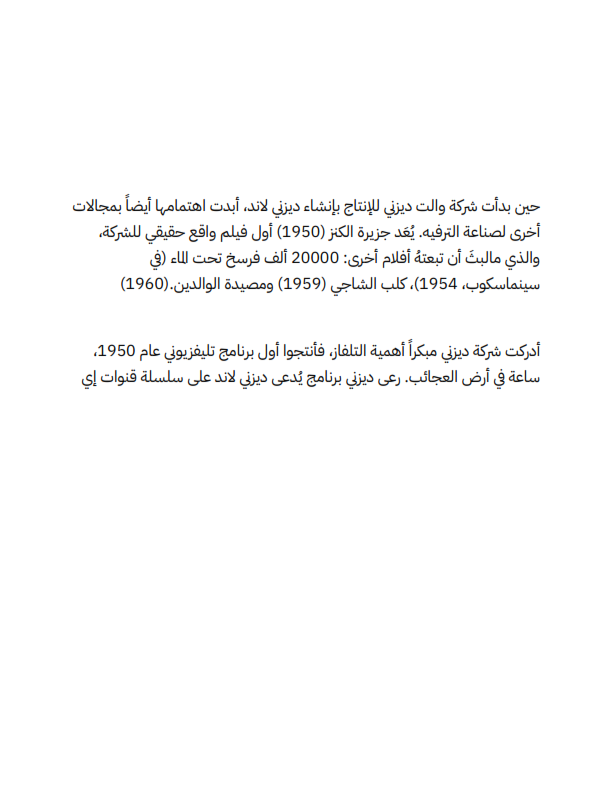 حين بدأت شركة والت ديزني للإنتاج بإنشاء ديزني لاند، أبدت اهتمامها أيضاً بمجالات
أخرى لصناعة الترفيه. يُعَد جزيرة الكنز (1950) أول فيلم واقع حقيقي للشركة،
والذي مالبثَ أن تبعتهُ أفلام أخرى: 20000 ألف فرسخ تحت الماء (في
سينماسكوب، 1954)، كلب الشاجي (1959) ومصيدة الوالدين.(1960)
أدركت شركة ديزني مبكراً أهمية التلفاز، فأنتجوا أول برنامج تليفزيوني عام 1950،
ساعة في أرض العجائب. رعى ديزني برنامج يُدعى ديزني لاند على سلسلة قنوات إي